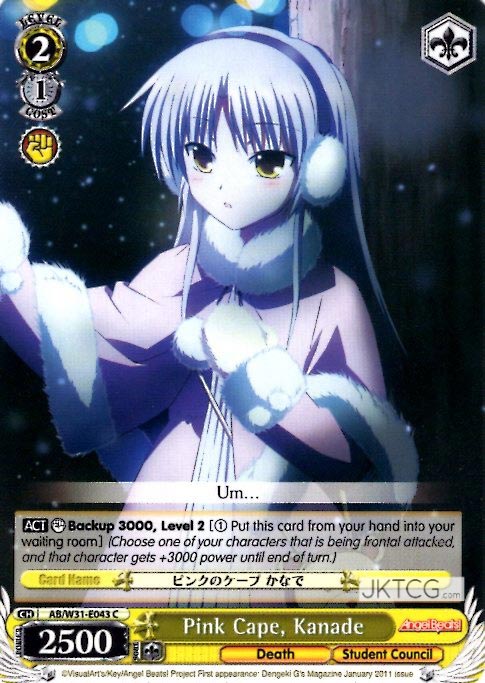 LEVEL
2
1
COST
Um...
ACT Backup 3000, Level 2 [① Put this card from your hand into your
waiting room] (Choose one of your characters that is being frontal attacked,
and that character gets +3000 power until end of turn.)
Card Name ピンクのケープ かなで
JKTCG.com
CH AB/W31-E043 C
POWER 2500 SOUL Pink Cape, Kanade Angel Beats!
Death Student Council
©VisualArt's/Key/Angel Beats! Project First appearance: Dengeki G's Magazine January 2011 issue